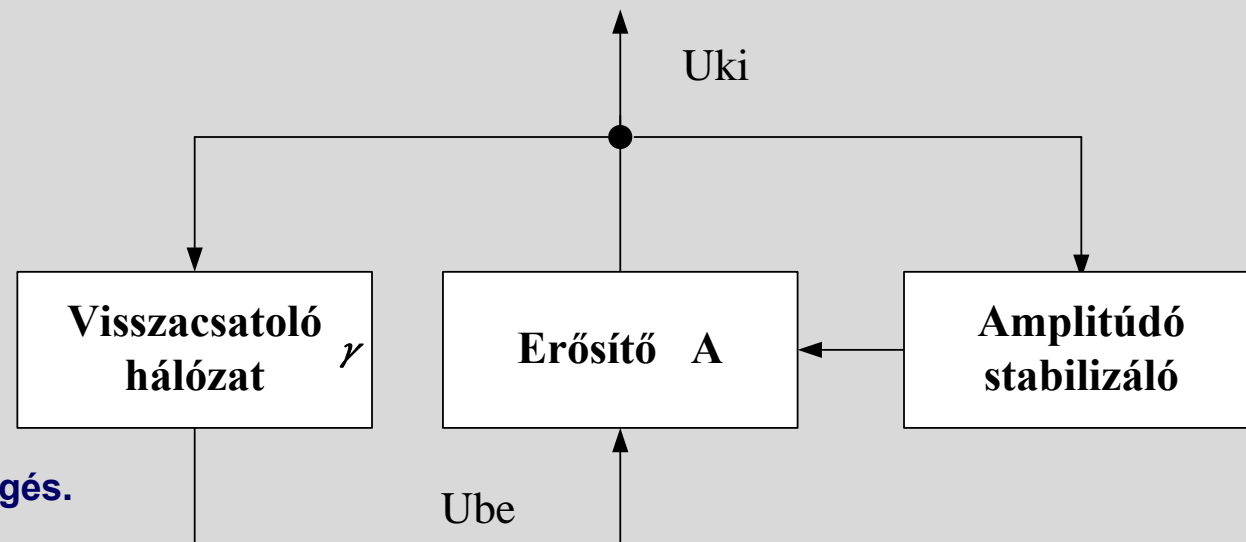 Uki
Visszacsatoló
hálózat γ
Erősítő A
Amplitúdó
stabilizáló
gés.
Ube